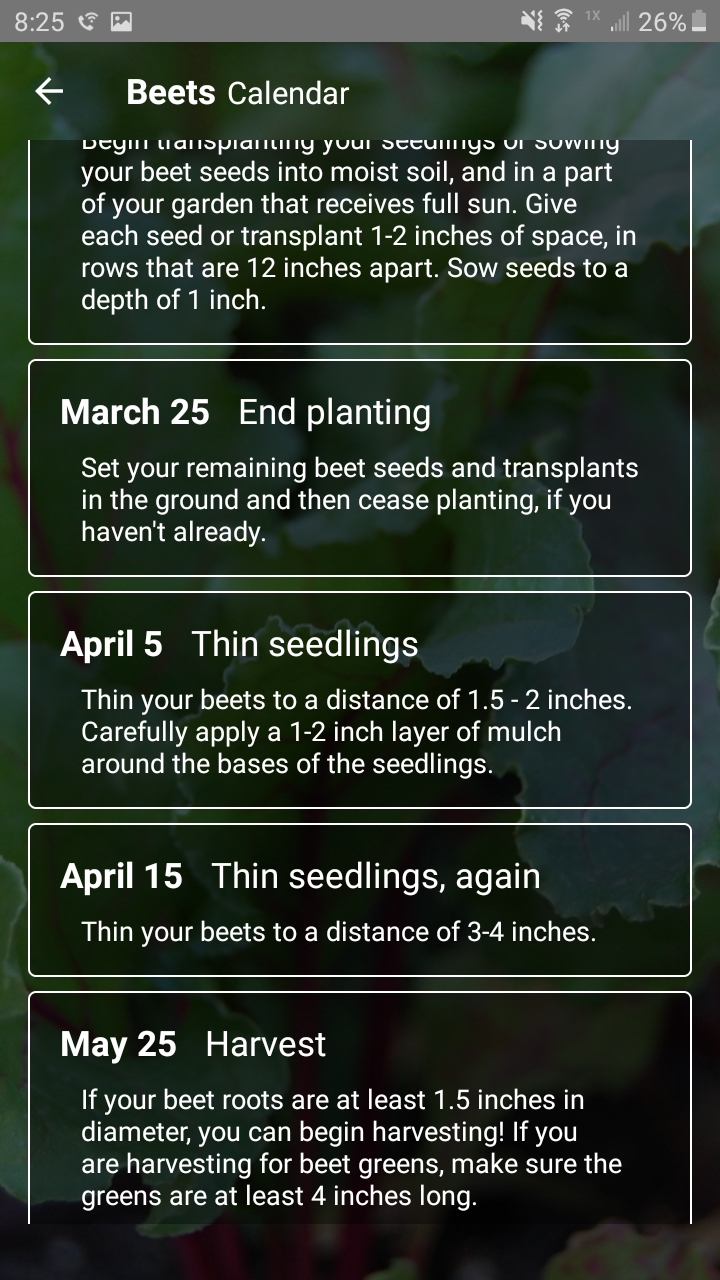 8:25 1X 26%
Beets Calendar
Begin transplanting your seedlings or sowing
your beet seeds into moist soil, and in a part
of your garden that receives full sun. Give
each seed or transplant 1-2 inches of space, in
rows that are 12 inches apart. Sow seeds to a
depth of 1 inch.
March 25 End planting
Set your remaining beet seeds and transplants
in the ground and then cease planting, if you
haven't already.
April 5 Thin seedlings
Thin your beets to a distance of 1.5 - 2 inches.
Carefully apply a 1-2 inch layer of mulch
around the bases of the seedlings.
April 15 Thin seedlings, again
Thin your beets to a distance of 3-4 inches.
May 25 Harvest
If your beet roots are at least 1.5 inches in
diameter, you can begin harvesting! If you
are harvesting for beet greens, make sure the
greens are at least 4 inches long.